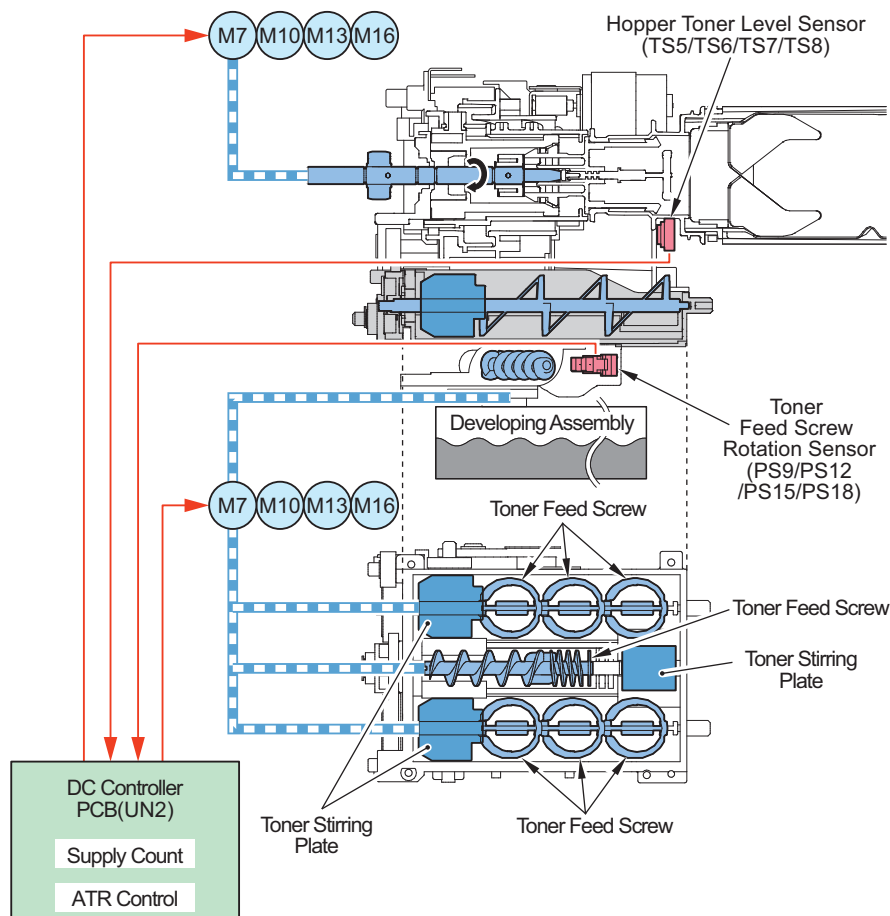 M7 M10 M13 M16
Hopper Toner Level Sensor
(TS5/TS6/TS7/TS8)
Developing Assembly
Toner
Feed Screw
Rotation Sensor
(PS9/PS12
/PS15/PS18)
M7 M10 M13 M16
Toner Feed Screw
Toner Feed Screw
Toner Stirring
Plate
DC Controller
PCB(UN2)
Supply Count
ATR Control
Toner Stirring
Plate
Toner Feed Screw